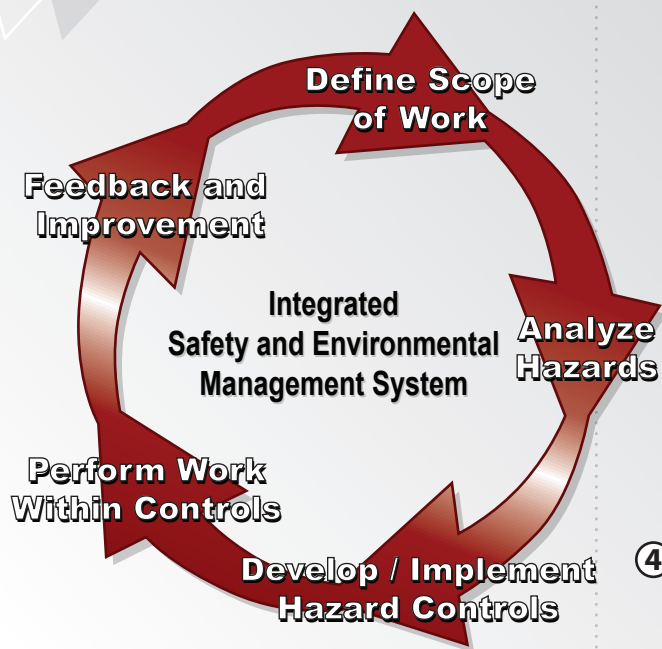 Define Scope
of Work
Feedback and
Improvement
Integrated
Safety and Environmental
Management System
Analyze
Hazards
Perform Work
Within Controls
Develop / Implement
Hazard Controls
4